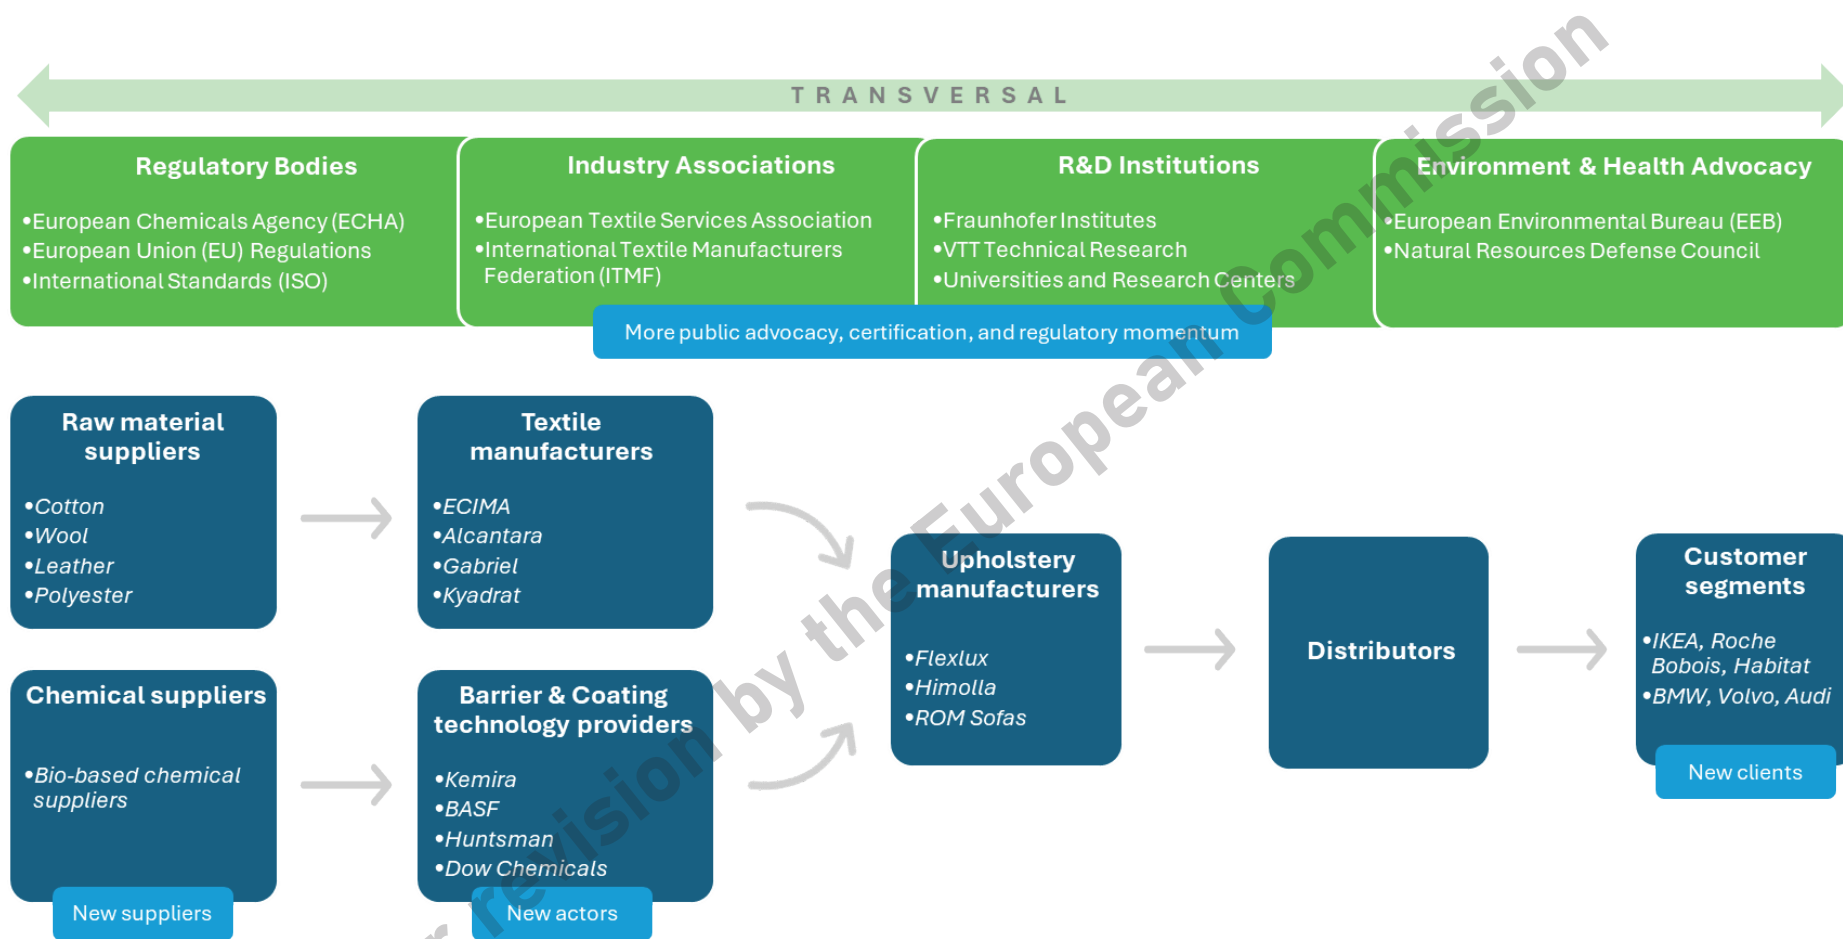 TRANSVERSAL
Regulatory Bodies
•European Chemicals Agency (ECHA)
•European Union (EU) Regulations
•International Standards (ISO)
Industry Associations
•European Textile Services Association
•International Textile Manufacturers
Federation (ITMF)
R&D Institutions
•Fraunhofer Institutes
•VTT Technical Research
•Universities and Research Centers
Environment & Health Advocacy
•European Environmental Bureau (EEB)
•Natural Resources Defense Council
More public advocacy, certification, and regulatory momentum
Raw material
suppliers
•Cotton
•Wool
•Leather
•Polyester
Textile
manufacturers
•ECIMA
•Alcantara
•Gabriel
•Kyadrat
Chemical suppliers
•Bio-based chemical
suppliers
New suppliers
Barrier & Coating
technology providers
•Kemira
•BASF
•Huntsman
•Dow Chemicals
New actors
Upholstery
manufacturers
•Flexlux
•Himolla
•ROM Sofas
Distributors
Customer
segments
•IKEA, Roche
Bobois, Habitat
•BMW, Volvo, Audi
New clients
revision by the European Commission